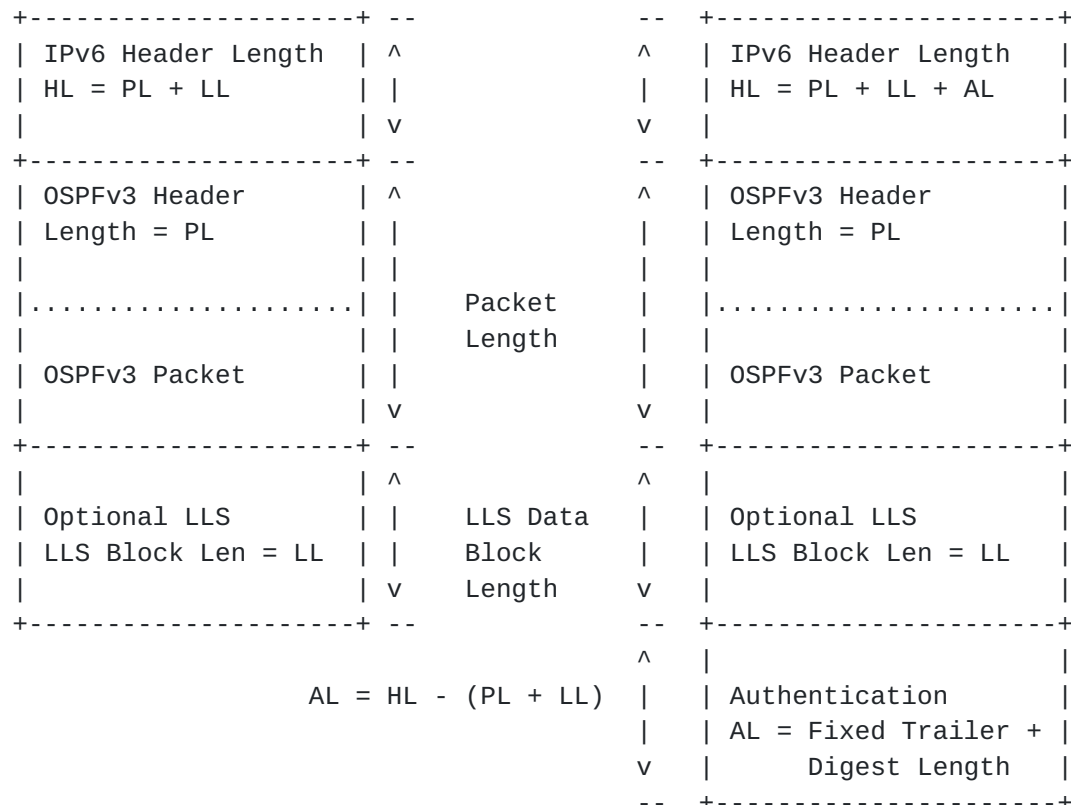 +---------------------+ --              --  +----------------------+
| IPv6 Header Length  | ^               ^   | IPv6 Header Length   |
| HL = PL + LL        | |               |   | HL = PL + LL + AL    |
|                     | v               v   |                      |
+---------------------+ --              --  +----------------------+
| OSPFv3 Header       | ^               ^   | OSPFv3 Header        |
| Length = PL         | |               |   | Length = PL          |
|                     | |               |   |                      |
|.....................| |    Packet     |   |......................|
|                     | |    Length     |   |                      |
| OSPFv3 Packet       | |               |   | OSPFv3 Packet        |
|                     | v               v   |                      |
+---------------------+ --              --  +----------------------+
|                     | ^               ^   |                      |
| Optional LLS        | |    LLS Data   |   | Optional LLS         |
| LLS Block Len = LL  | |    Block      |   | LLS Block Len = LL   |
|                     | v    Length     v   |                      |
+---------------------+ --              --  +----------------------+
                                        ^   |                      |
                   AL = HL - (PL + LL)  |   | Authentication       |
                                        |   | AL = Fixed Trailer + |
                                        v   |      Digest Length   |
                                        --  +----------------------+